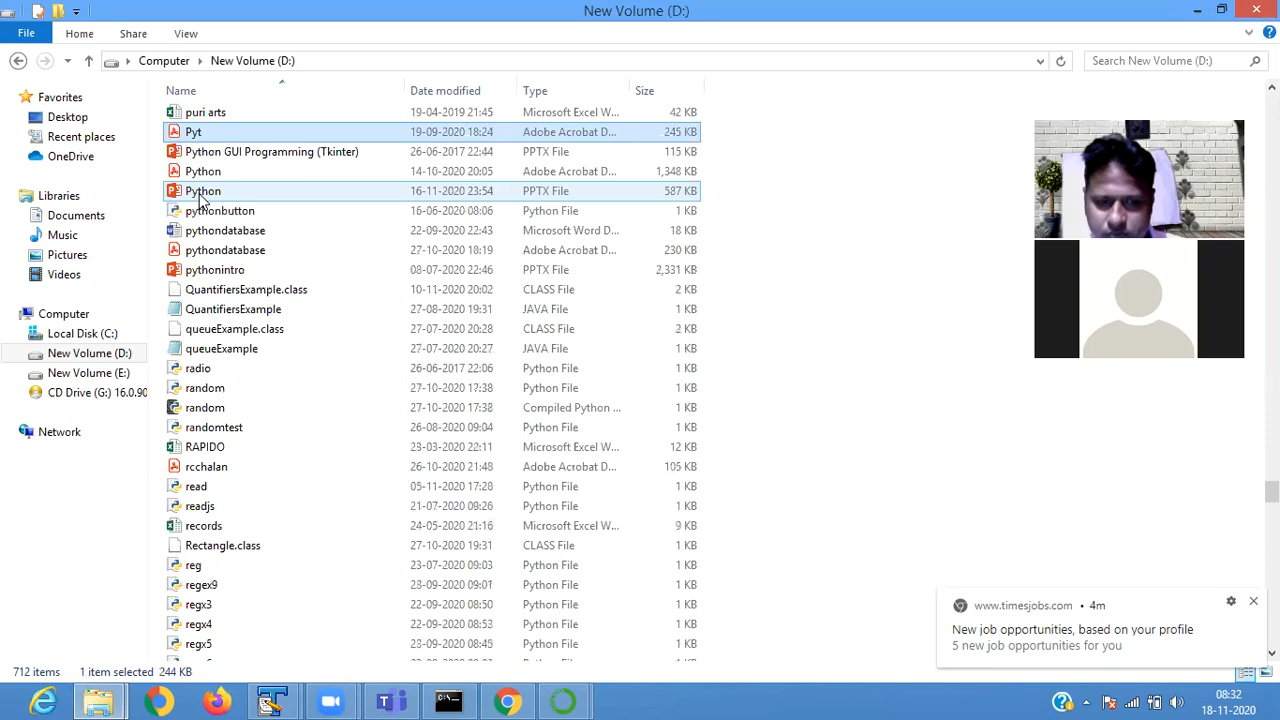 New Volume (D:)
File Home Share View
Computer New Volume (D:) Search New Volume (D:)
Name Date modified Type Size
Favorites
Desktop
Recent places
OneDrive
Libraries
Documents
Music
Pictures
Videos
Computer
Local Disk (C:)
New Volume (D:)
New Volume (E:)
CD Drive (G:) 16.0.90
Network
puri arts 19-04-2019 21:45 Microsoft Excel W... 42 KB
Pyt 19-09-2020 18:24 Adobe Acrobat D... 245 KB
Python GUI Programming (Tkinter) 26-06-2017 22:44 PPTX File 115 KB
Python 14-10-2020 20:05 Adobe Acrobat D... 1,348 KB
Python 16-11-2020 23:54 PPTX File 587 KB
pythonbutton 16-06-2020 08:06 Python File 1 KB
pythondatabase 22-09-2020 22:43 Microsoft Word D... 18 KB
pythondatabase 27-10-2020 18:19 Adobe Acrobat D... 230 KB
pythonintro 08-07-2020 22:46 PPTX File 2,331 KB
QuantifiersExample.class 10-11-2020 20:02 CLASS File 2 KB
QuantifiersExample 27-08-2020 19:31 JAVA File 1 KB
queueExample.class 27-07-2020 20:28 CLASS File 2 KB
queueExample 27-07-2020 20:27 JAVA File 1 KB
radio 26-06-2017 22:06 Python File 1 KB
random 27-10-2020 17:38 Python File 1 KB
random 27-10-2020 17:38 Compiled Python ... 1 KB
randomtest 26-08-2020 09:04 Python File 1 KB
RAPIDO 28-03-2020 22:11 Microsoft Excel W... 12 KB
rcchalan 26-10-2020 21:48 Adobe Acrobat D... 105 KB
read 05-11-2020 17:28 Python File 1 KB
readjs 21-07-2020 09:26 Python File 1 KB
records 24-05-2020 21:16 Microsoft Excel W... 9 KB
Rectangle.class 27-10-2020 19:31 CLASS File 1 KB
reg 23-07-2020 09:03 Python File 1 KB
regex9 28-09-2020 09:01 Python File 1 KB
regx3 22-09-2020 08:50 Python File 1 KB
regx4 22-09-2020 08:53 Python File 1 KB
regx5 28-09-2020 08:45 Python File 1 KB
www.timesjobs.com • 4m
New job opportunities, based on your profile
5 new job opportunities for you
712 items 1 item selected 244 KB
08:32
18-11-2020